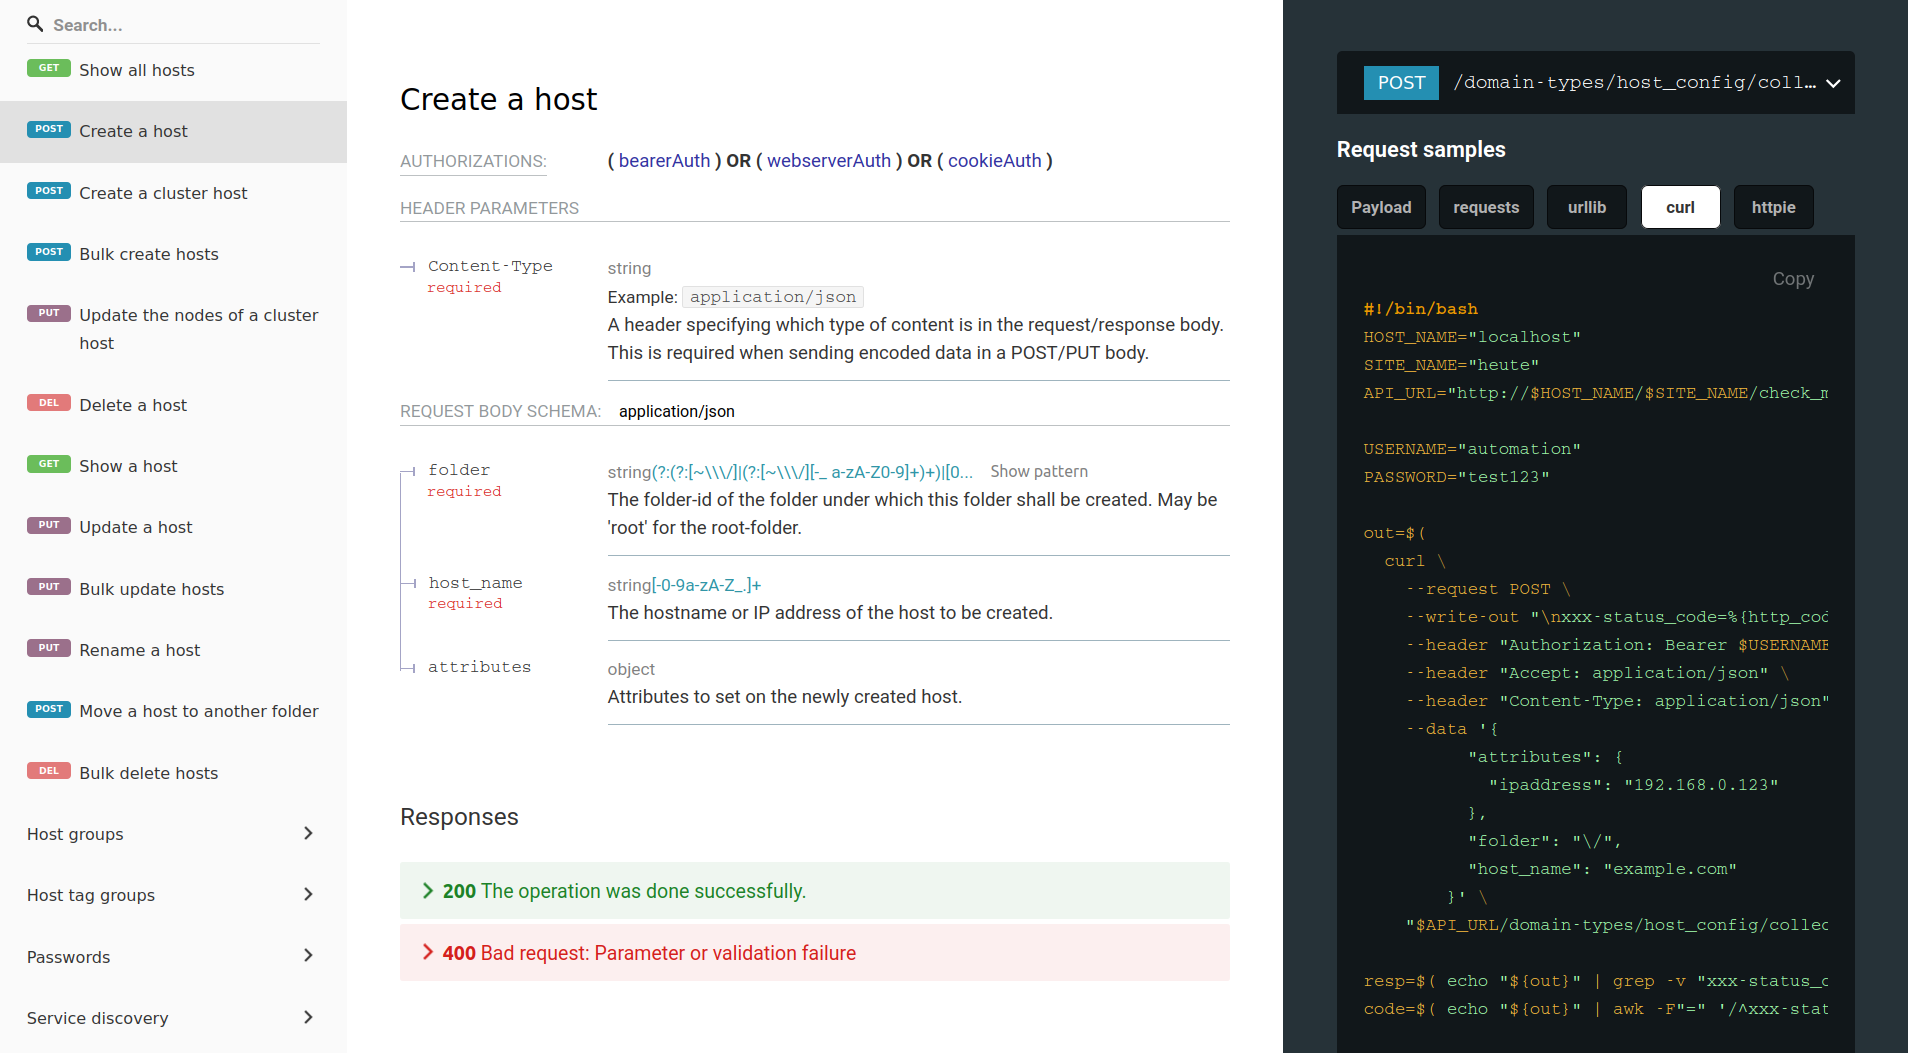 Search...
GET Show all hosts
POST Create a host
POST Create a cluster host
POST Bulk create hosts
PUT Update the nodes of a cluster
host
DEL Delete a host
GET Show a host
PUT Update a host
PUT Bulk update hosts
PUT Rename a host
POST Move a host to another folder
DEL Bulk delete hosts
Host groups
Host tag groups
Passwords
Service discovery
Create a host
AUTHORIZATIONS: ( bearerAuth ) OR ( webserverAuth ) OR ( cookieAuth )
HEADER PARAMETERS
Content-Type
required
string
Example: application/json
A header specifying which type of content is in the request/response body.
This is required when sending encoded data in a POST/PUT body.
REQUEST BODY SCHEMA: application/json
folder
required
string(?:(?:[~\\\/]|(?:[~\\\/][-_ a-zA-Z0-9]+)+)|[0... Show pattern
The folder-id of the folder under which this folder shall be created. May be
'root' for the root-folder.
host_name
required
string[-0-9a-zA-Z_.]+
The hostname or IP address of the host to be created.
attributes
object
Attributes to set on the newly created host.
Responses
200 The operation was done successfully.
400 Bad request: Parameter or validation failure
POST /domain-types/host_config/coll…
Request samples
Payload requests urllib curl httpie
Copy
#!/bin/bash
HOST_NAME="localhost"
SITE_NAME="heute"
API_URL="http://$HOST_NAME/$SITE_NAME/check_m
USERNAME="automation"
PASSWORD="test123"
out=$(
curl \
--request POST \
--write-out "\nxxx-status_code=%{http_cod
--header "Authorization: Bearer $USERNAME
--header "Accept: application/json" \
--header "Content-Type: application/json"
--data '{
"attributes": {
"ipaddress": "192.168.0.123"
},
"folder": "\/",
"host_name": "example.com"
}' \
"$API_URL/domain-types/host_config/collec
resp=$( echo "${out}" | grep -v "xxx-status_c
code=$( echo "${out}" | awk -F"=" '/^xxx-stat